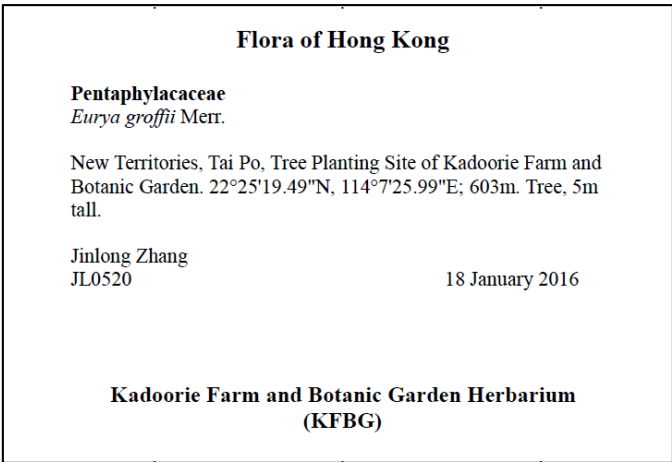 Flora of Hong Kong
Pentaphylacaceae
Eurya groffii Merr.
New Territories, Tai Po, Tree Planting Site of Kadoorie Farm and
Botanic Garden. 22°25'19.49"N, 114°7'25.99"E; 603m. Tree, 5m
tall.
Jinlong Zhang
JL0520 18 January 2016
Kadoorie Farm and Botanic Garden Herbarium
(KFBG)